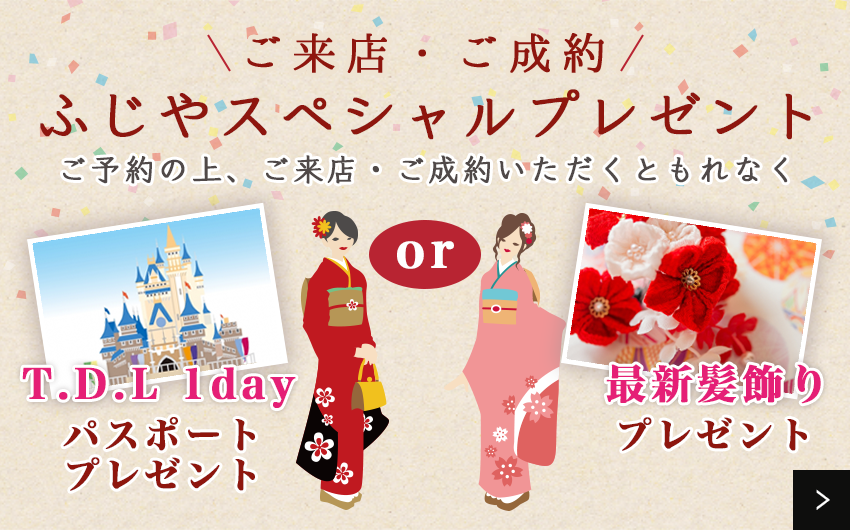 \ご来店・ご成約/
ふじやスペシャルプレゼント
ご予約の上、ご来店・ご成約いただくともれなく
or
T.D.L 1day
パスポート
プレゼント
最新髪飾り
プレゼント